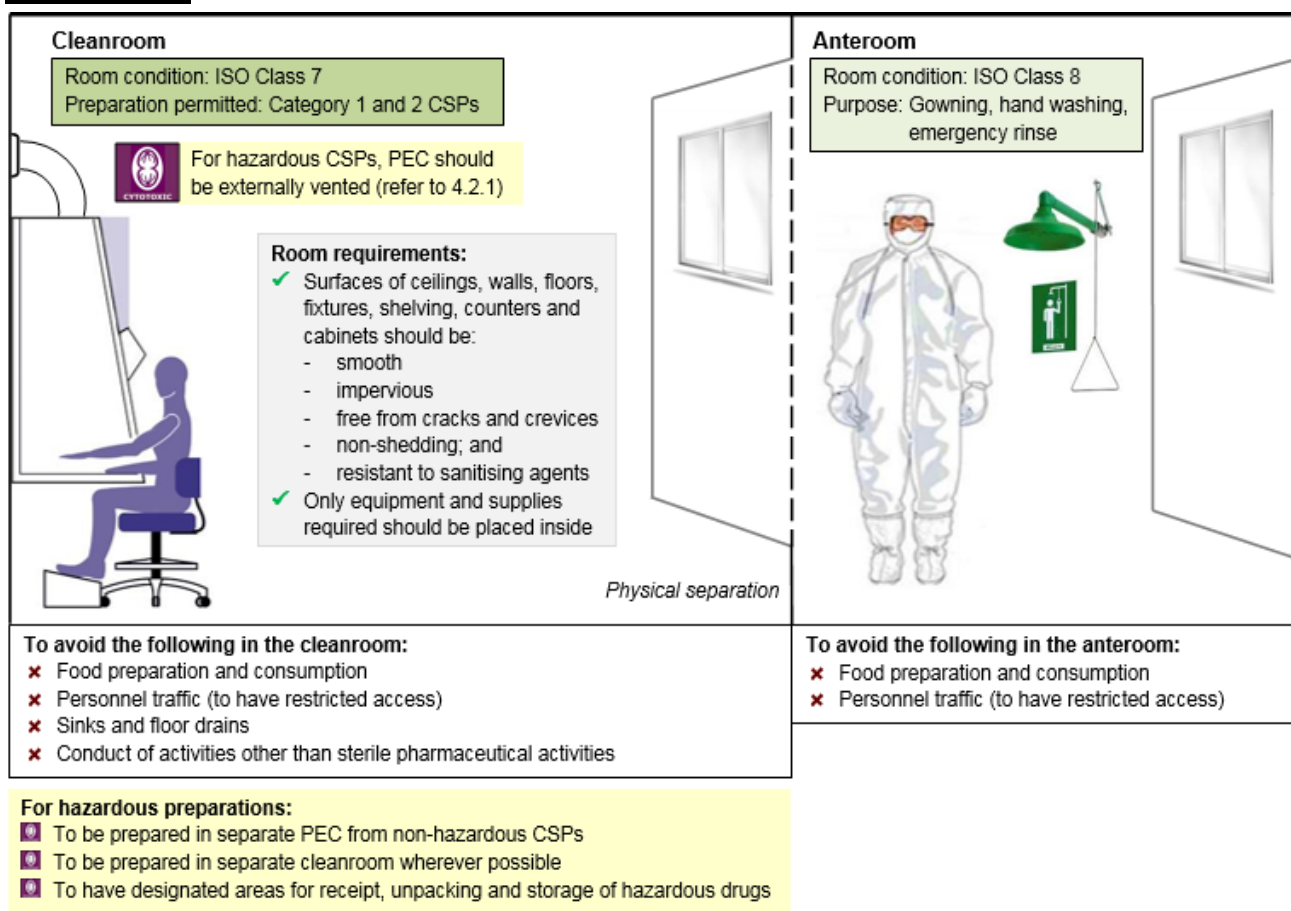 Cleanroom
Room condition: ISO Class 7
Preparation permitted: Category 1 and 2 CSPs
CYTOTOXIC
For hazardous CSPs, PEC should
be externally vented (refer to 4.2.1)
Room requirements:
✓ Surfaces of ceilings, walls, floors,
fixtures, shelving, counters and
cabinets should be:
- smooth
- impervious
- free from cracks and crevices
- non-shedding; and
- resistant to sanitising agents
✓ Only equipment and supplies
required should be placed inside
Physical separation
Anteroom
Room condition: ISO Class 8
Purpose: Gowning, hand washing,
emergency rinse
To avoid the following in the cleanroom:
× Food preparation and consumption
× Personnel traffic (to have restricted access)
× Sinks and floor drains
× Conduct of activities other than sterile pharmaceutical activities
To avoid the following in the anteroom:
× Food preparation and consumption
× Personnel traffic (to have restricted access)
For hazardous preparations:
To be prepared in separate PEC from non-hazardous CSPs
To be prepared in separate cleanroom wherever possible
To have designated areas for receipt, unpacking and storage of hazardous drugs